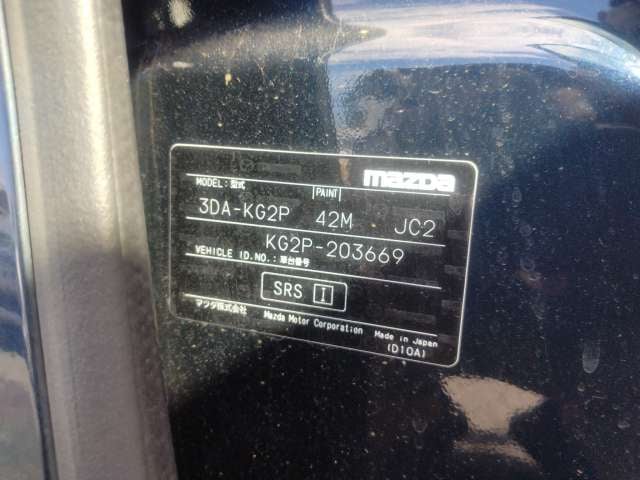 mazda
MODEL:型式 PAINT
3DA-KG2P 42M JC2
KG2P-203669
VEHICLE ID.NO.:車台番号
SRS I
マツダ株式会社 Mazda Motor Corporation Made in Japan
(D10A)